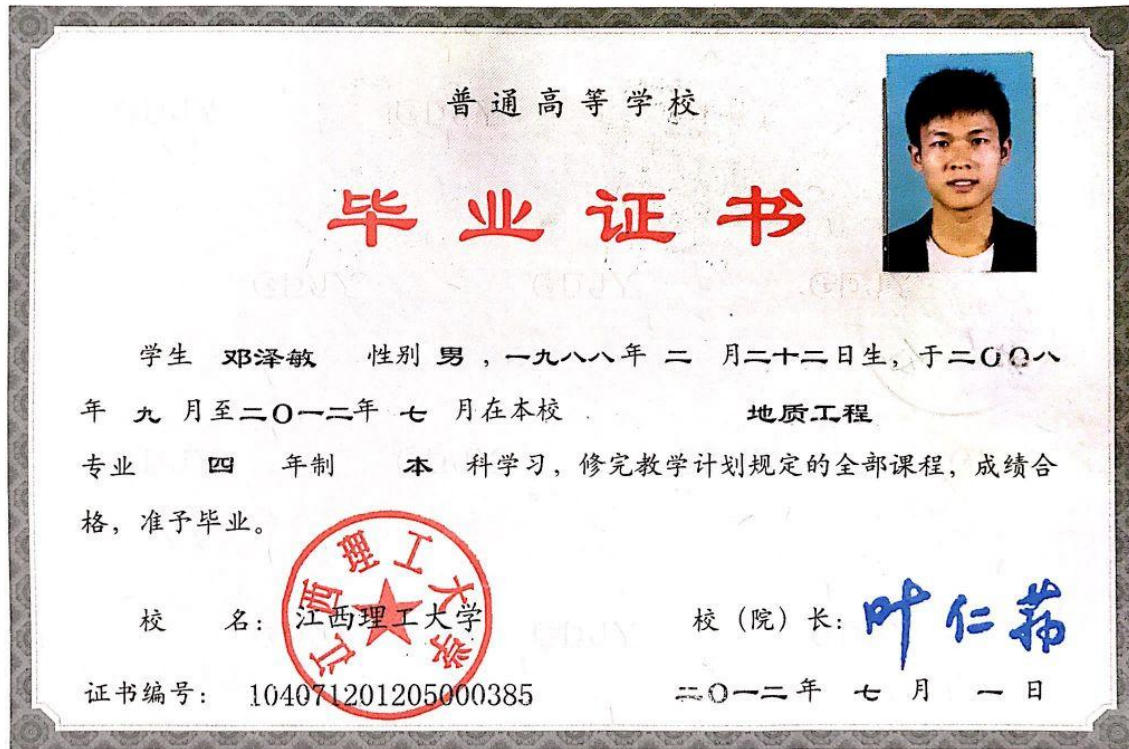 普通高等学校
毕业证书
学生 邓泽敏 性别 男 ，一九八八年 二 月二十二日生，于二〇〇八
年 九 月至二〇一二年 七 月在本校 地质工程
专业 四 年制 本 科学习，修完教学计划规定的全部课程，成绩合
格，准予毕业。
江西理工大学
校 名：江西理工大学 校（院）长：叶仁荪
证书编号： 104071201205000385 二〇一二年 七 月 一 日